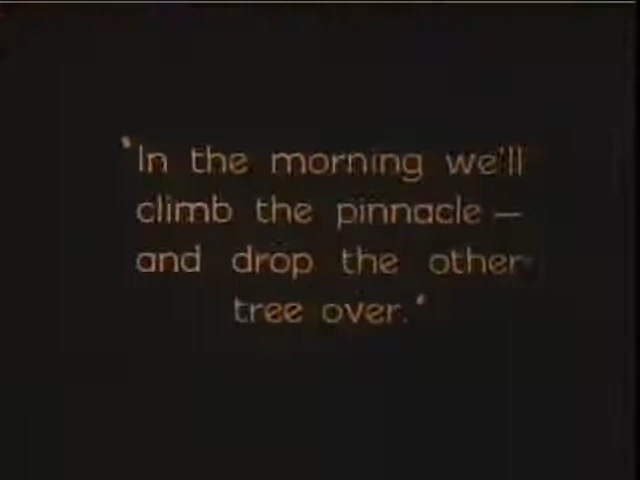 'In the morning we'll
climb the pinnacle —
and drop the other
tree over.'